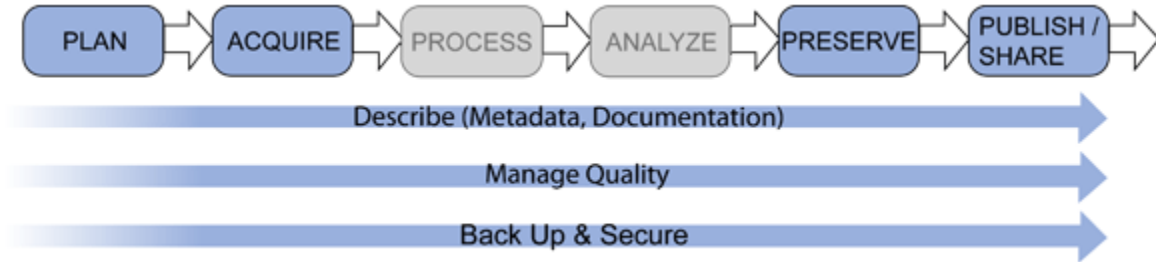 PLAN
ACQUIRE
PROCESS
ANALYZE
PRESERVE
PUBLISH /
SHARE
Describe (Metadata, Documentation)
Manage Quality
Back Up & Secure